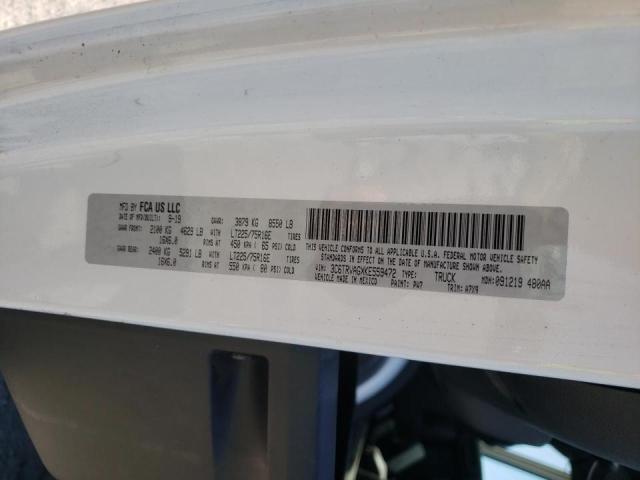 MFD BY FCA US LLC
DATE OF MFR 9-19 GVWR: 3879 KG 8550 LB
GAWR FRONT: 2100 KG 4629 LB WITH LT225/75R16E TIRES
16X6.0 RIMS AT 450 KPA( 65 PSI) COLD
GAWR REAR: 2400 KG 5291 LB WITH LT225/75R16E TIRES
16X6.0 RIMS AT 550 KPA( 80 PSI) COLD
THIS VEHICLE CONFORMS TO ALL APPLICABLE U.S.A. FEDERAL MOTOR VEHICLE SAFETY
STANDARDS IN EFFECT ON THE DATE OF MANUFACTURE SHOWN ABOVE.
VIN: 3C6TRVAGXKE559472 TYPE: TRUCK MDH: 091219 480AA
VEHICLE MADE IN MEXICO PAINT: PW7 TRIM: A7X9